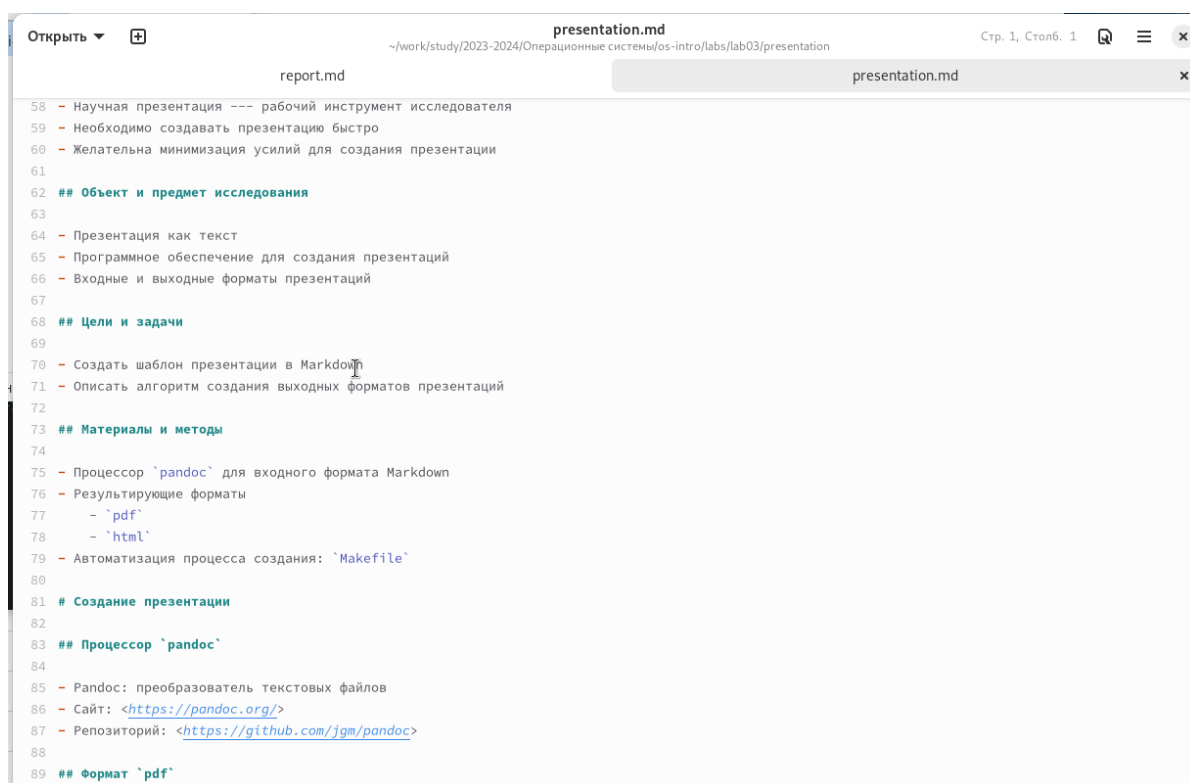 Открыть
presentation.md
~/work/study/2023-2024/Операционные системы/os-intro/labs/lab03/presentation
Стр. 1, Столб. 1
report.md
presentation.md
58 - Научная презентация --- рабочий инструмент исследователя
59 - Необходимо создавать презентацию быстро
60 - Желательна минимизация усилий для создания презентации
61
62 ## Объект и предмет исследования
63
64 - Презентация как текст
65 - Программное обеспечение для создания презентаций
66 - Входные и выходные форматы презентаций
67
68 ## Цели и задачи
69
70 - Создать шаблон презентации в Markdown
71 - Описать алгоритм создания выходных форматов презентаций
72
73 ## Материалы и методы
74
75 - Процессор `pandoc` для входного формата Markdown
76 - Результирующие форматы
77     - `pdf`
78     - `html`
79 - Автоматизация процесса создания: `Makefile`
80
81 # Создание презентации
82
83 ## Процессор `pandoc`
84
85 - Pandoc: преобразователь текстовых файлов
86 - Сайт: <https://pandoc.org/>
87 - Репозиторий: <https://github.com/jgm/pandoc>
88
89 ## Формат `pdf`